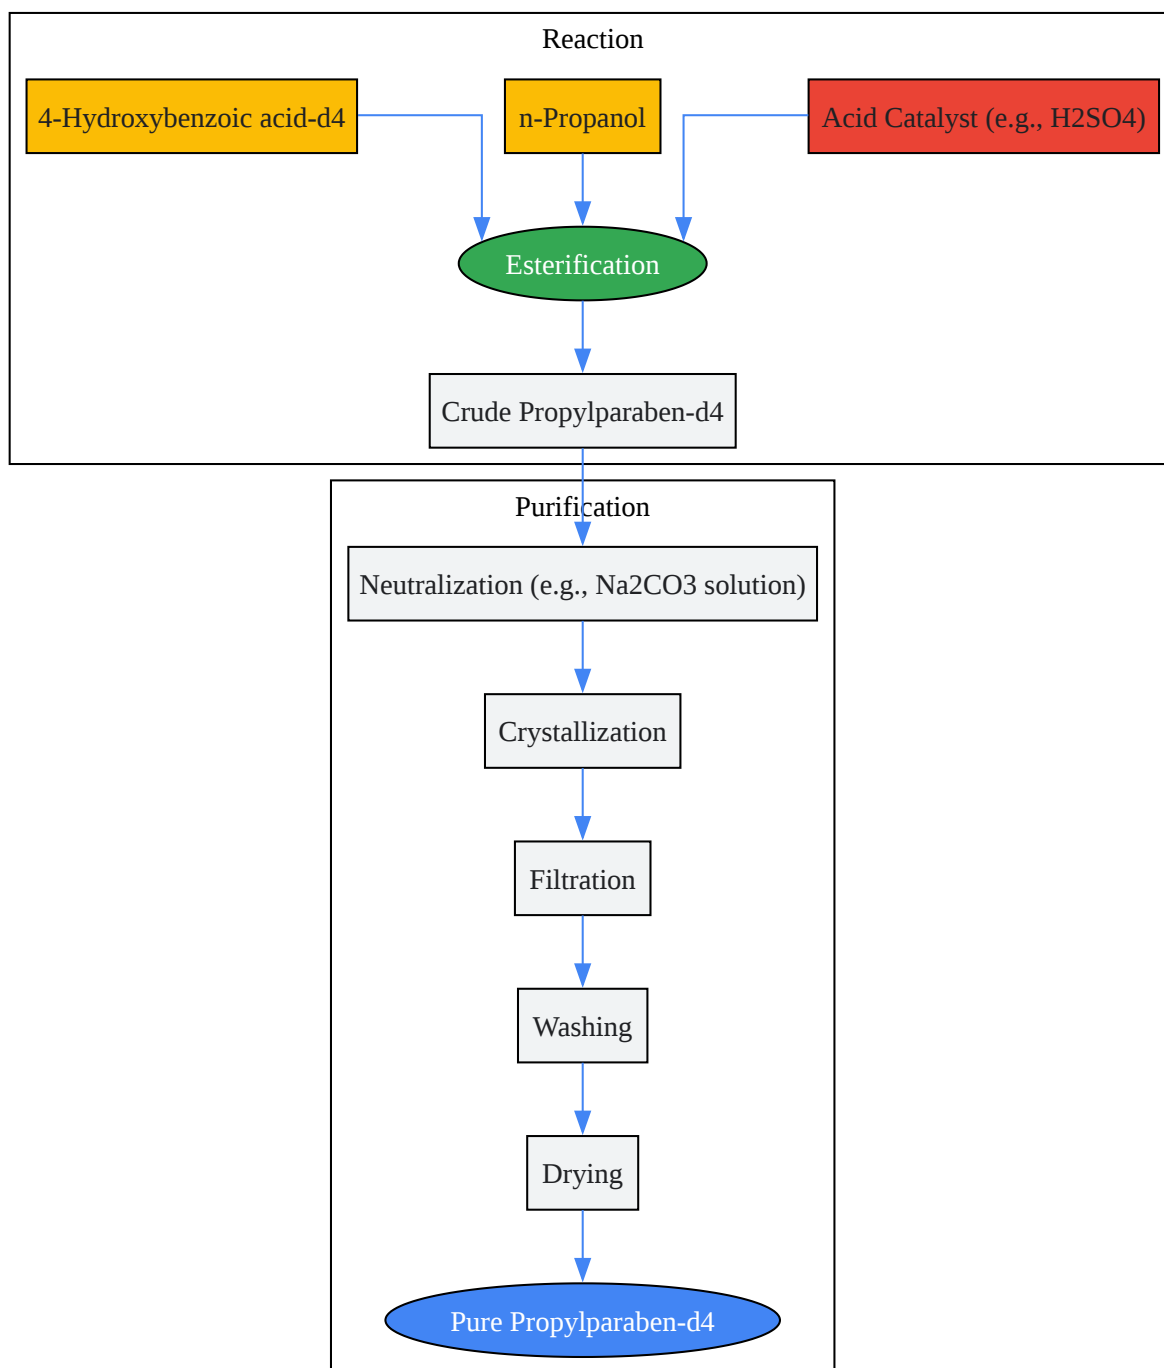 Reaction
4-Hydroxybenzoic acid-d4
n-Propanol
Acid Catalyst (e.g., H2SO4)
Esterification
Crude Propylparaben-d4
Purification
Neutralization (e.g., Na2CO3 solution)
Crystallization
Filtration
Washing
Drying
Pure Propylparaben-d4